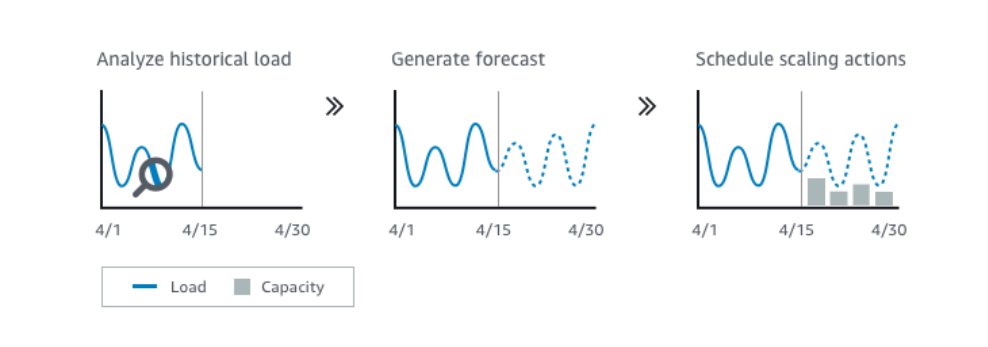 Analyze historical load
Generate forecast
Schedule scaling actions
4/1 4/15 4/30
4/1 4/15 4/30
4/1 4/15 4/30
Load Capacity